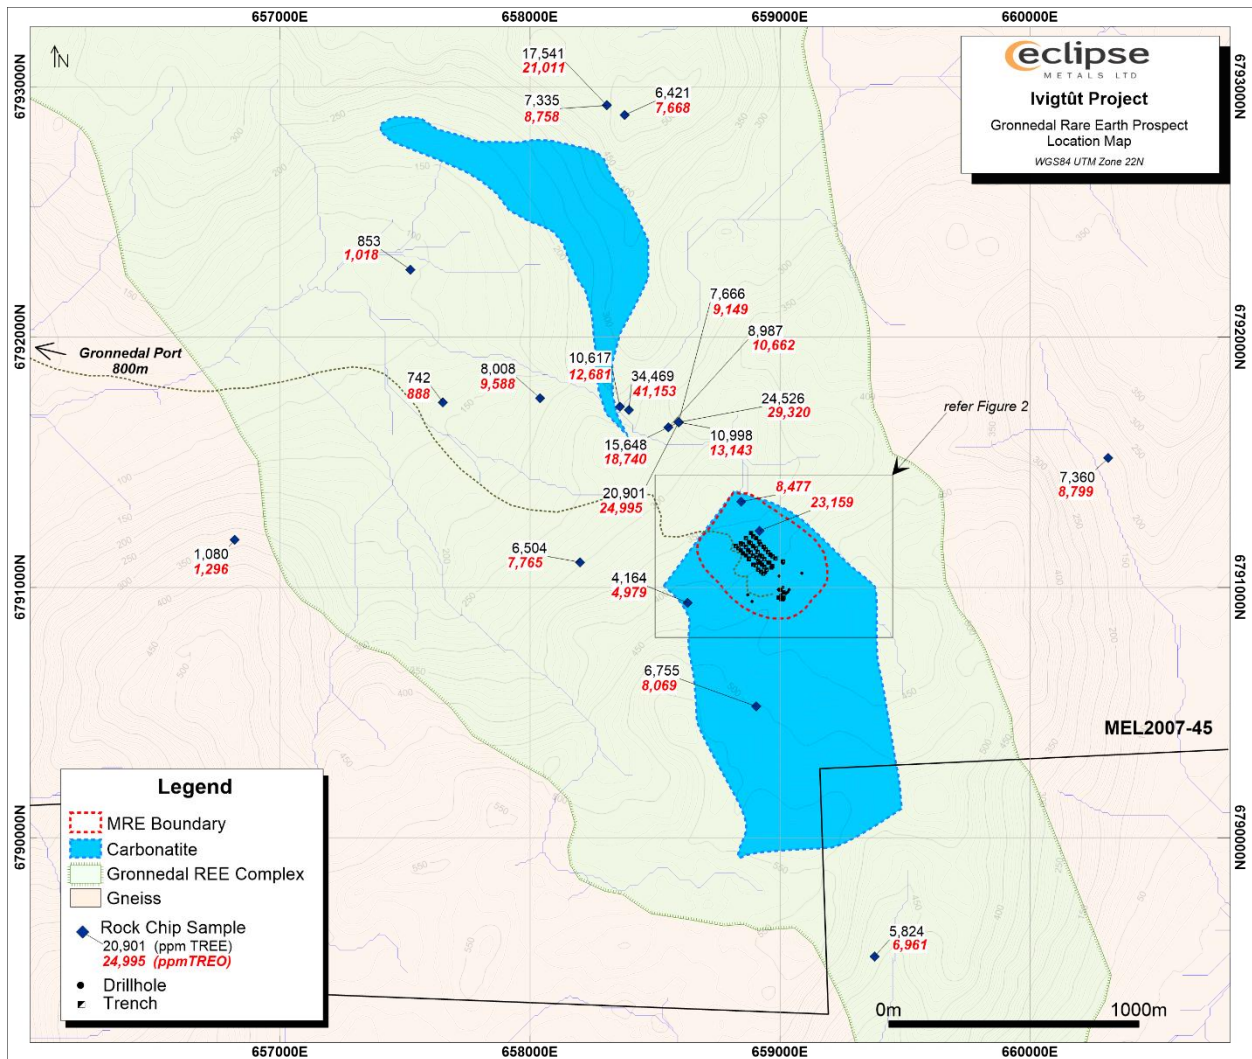 657000E
658000E
659000E
660000E
6793000N
6793000N
N
eclipse
METALS LTD
Ivigtût Project
Gronnedal Rare Earth Prospect
Location Map
WGS84 UTM Zone 22N
17,541
21,011
7,335
8,758
6,421
7,668
853
1,018
7,666
9,149
6792000N
6792000N
Gronnedal Port
800m
8,987
10,662
10,617
12,681
34,469
41,153
742
888
8,008
9,588
24,526
29,320
refer Figure 2
15,648
18,740
10,998
13,143
7,360
8,799
20,901
24,995
8,477
23,159
1,080
1,296
6,504
7,765
4,164
4,979
6791000N
6791000N
6,755
8,069
MEL2007-45
6790000N
6790000N
Legend
MRE Boundary
Carbonatite
Gronnedal REE Complex
Gneiss
Rock Chip Sample
20,901 (ppm TREE)
24,995 (ppmTREO)
Drillhole
Trench
5,824
6,961
0m
1000m
657000E
658000E
659000E
660000E